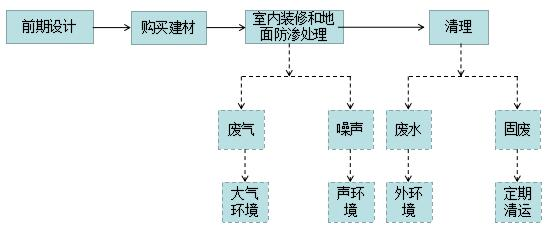 前期设计
购买建材
室内装修和地
面防渗处理
清理
废气
噪声
废水
固废
大气
环境
声环
境
外环
境
定期
清运